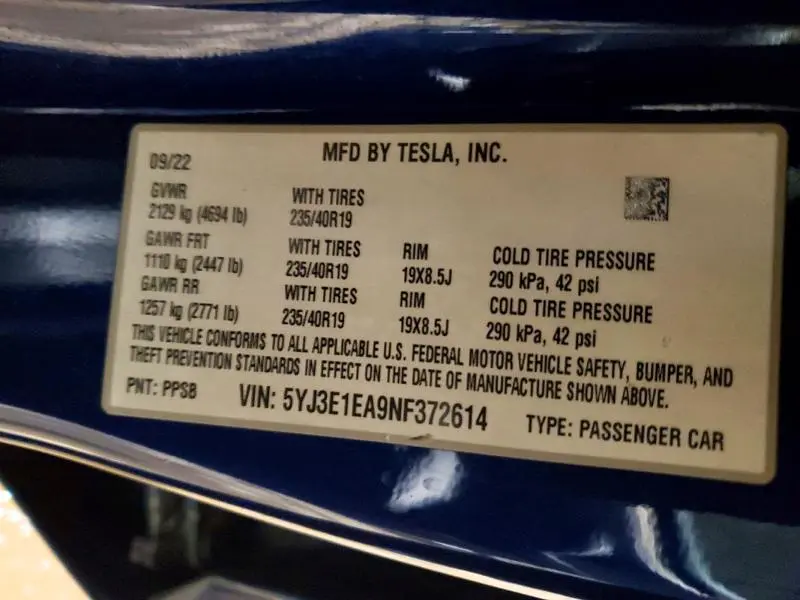 MFD BY TESLA, INC.
09/22
GVWR
2129 kg (4694 lb)
WITH TIRES
235/40R19
GAWR FRT
1110 kg (2447 lb)
WITH TIRES
235/40R19
RIM
19X8.5J
COLD TIRE PRESSURE
290 kPa, 42 psi
GAWR RR
1257 kg (2771 lb)
WITH TIRES
235/40R19
RIM
19X8.5J
COLD TIRE PRESSURE
290 kPa, 42 psi
THIS VEHICLE CONFORMS TO ALL APPLICABLE U.S. FEDERAL MOTOR VEHICLE SAFETY, BUMPER, AND
THEFT PREVENTION STANDARDS IN EFFECT ON THE DATE OF MANUFACTURE SHOWN ABOVE.
PNT: PPSB VIN: 5YJ3E1EA9NF372614 TYPE: PASSENGER CAR